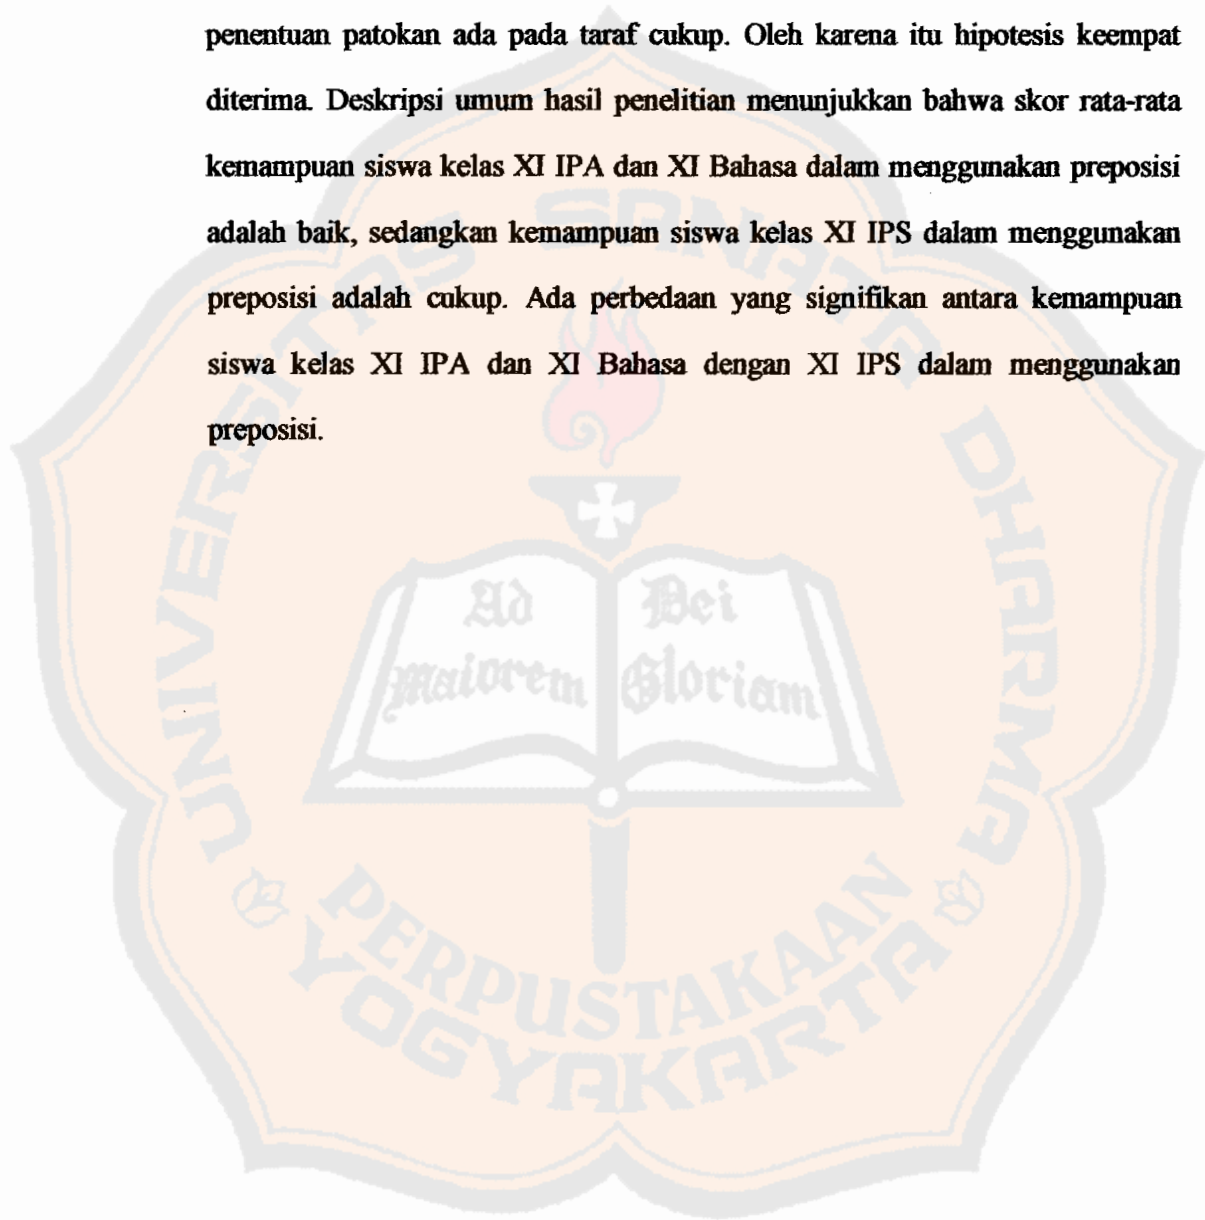 penentuan patokan ada pada taraf cukup. Oleh karena itu hipotesis keempat
diterima. Deskripsi umum hasil penelitian menunjukkan bahwa skor rata-rata
kemampuan siswa kelas XI IPA dan XI Bahasa dalam menggunakan preposisi
adalah baik, sedangkan kemampuan siswa kelas XI IPS dalam menggunakan
preposisi adalah cukup. Ada perbedaan yang signifikan antara kemampuan
siswa kelas XI IPA dan XI Bahasa dengan XI IPS dalam menggunakan
preposisi.
UNIVERSITAS SANATA DHARMA
Ad Dei
Maiorem Gloriam
PERPUSTAKAAN
YOGYAKARTA